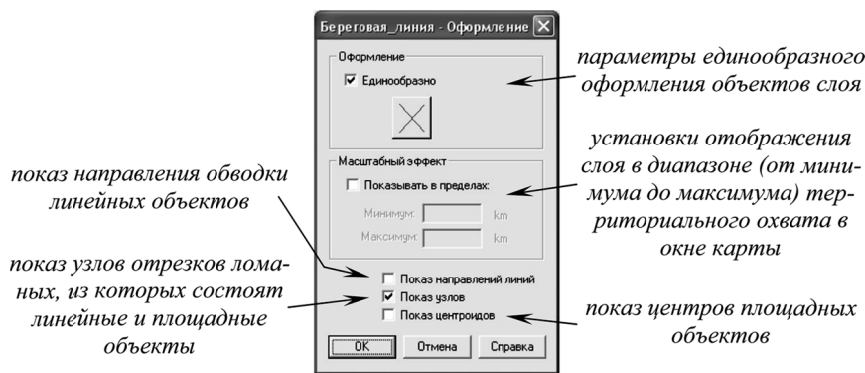 Береговая_линия - Оформление
Оформление
Единообразно
Масштабный эффект
Показывать в пределах:
Минимум: km
Максимум: km
Показ направлений линий
Показ узлов
Показ центроидов
OK Отмена Справка
показ направления обводки
линейных объектов
показ узлов отрезков лома-
ных, из которых состоят
линейные и площадные
объекты
параметры единообразного
оформления объектов слоя
установки отображения
слоя в диапазоне (от мини-
мума до максимума) тер-
риториального охвата в
окне карты
показ центров площадных
объектов